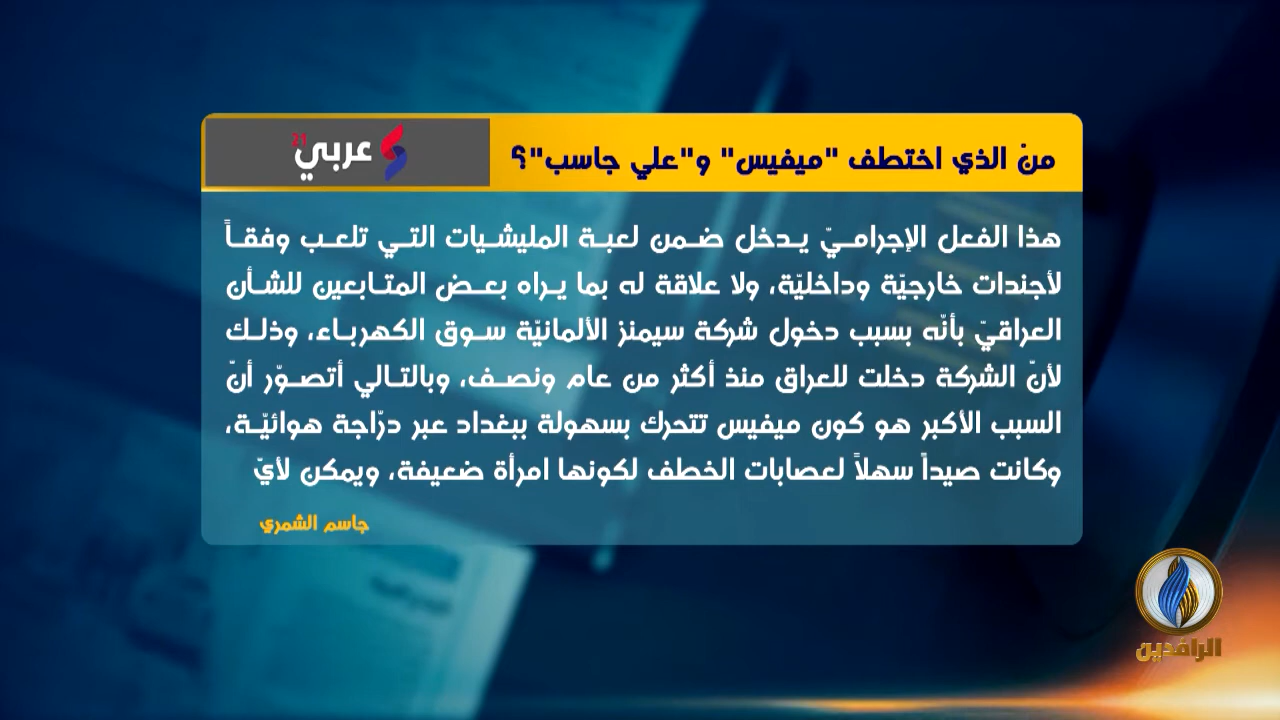 منْ الذي اختطف "ميفيس" و"علي جاسب"؟
عربي21
هذا الفعل الإجراميّ يدخل ضمن لعبة المليشيات التي تلعب وفقاً
لأجندات خارجيّة وداخليّة، ولا علاقة له بما يراه بعض المتابعين للشأن
العراقيّ بأنّه بسبب دخول شركة سيمنز الألمانيّة سوق الكهرباء، وذلك
لأنّ الشركة دخلت للعراق منذ أكثر من عام ونصف، وبالتالي أتصوّر أنّ
السبب الأكبر هو كون ميفيس تتحرك بسهولة ببغداد عبر درّاجة هوائيّة،
وكانت صيداً سهلاً لعصابات الخطف لكونها امرأة ضعيفة، ويمكن لأيّ
جاسم الشمري
الرافدين